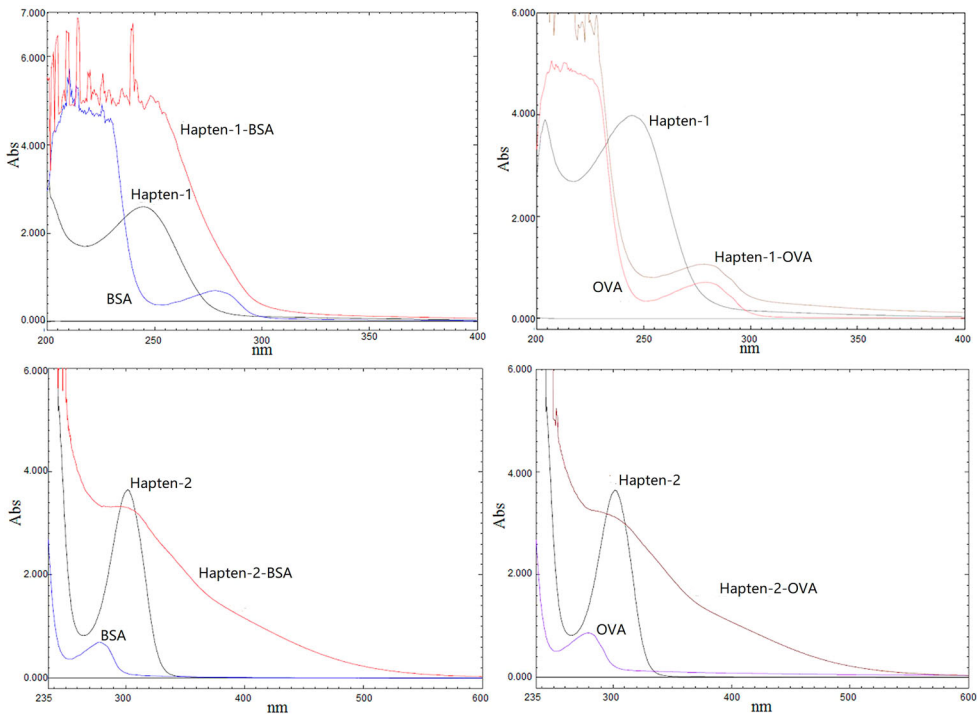 7.000
6.000
4.000
2.000
0.000
Abs
Hapten-1-BSA
Hapten-1
BSA
200 250 300 350 400
nm
6.000
4.000
2.000
0.000
Abs
Hapten-1
Hapten-1-OVA
OVA
200 250 300 350 400
nm
6.000
4.000
2.000
0.000
Abs
Hapten-2
Hapten-2-BSA
BSA
235 300 400 500 600
nm
6.000
4.000
2.000
0.000
Abs
Hapten-2
Hapten-2-OVA
OVA
235 300 400 500 600
nm